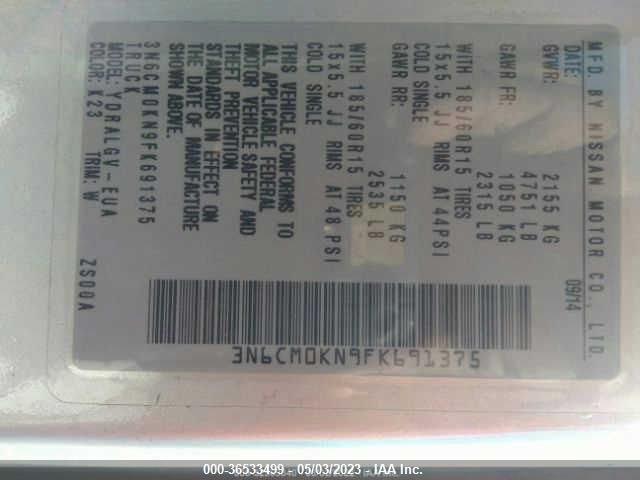 MFD. BY NISSAN MOTOR CO., LTD.
DATE: 09/14
GVWR: 2155 KG
4751 LB
GAWR FR: 1050 KG
2315 LB
WITH 185/60R15 TIRES
15x5.5 JJ RIMS AT 44PSI
COLD SINGLE
GAWR RR: 1150 KG
2535 LB
WITH 185/60R15 TIRES
15x5.5 JJ RIMS AT 48 PSI
COLD SINGLE
THIS VEHICLE CONFORMS TO
ALL APPLICABLE FEDERAL
MOTOR VEHICLE SAFETY AND
THEFT PREVENTION
STANDARDS IN EFFECT ON
THE DATE OF MANUFACTURE
SHOWN ABOVE.
3N6CM0KN9FK691375
TRUCK
MODEL: YDRALGV-EUA
COLOR: K23 TRIM: W ZS00A
3N6CM0KN9FK691375
000-36533499 - 05/03/2023 - IAA Inc.